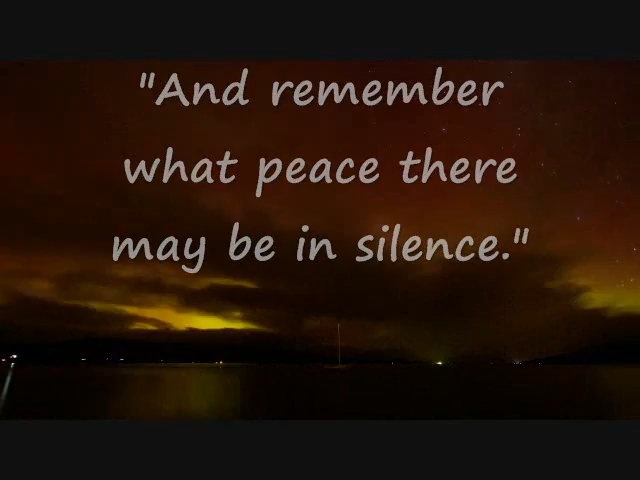 "And remember
what peace there
may be in silence."